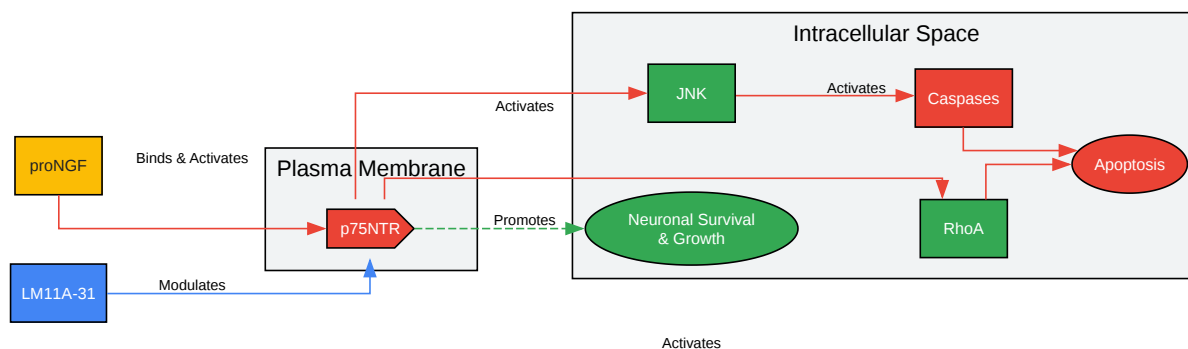 Intracellular Space
JNK
Activates
Caspases
Activates
proNGF
Binds & Activates
Plasma Membrane
Apoptosis
p75NTR
Promotes
Neuronal Survival
& Growth
RhoA
LM11A-31
Modulates
Activates